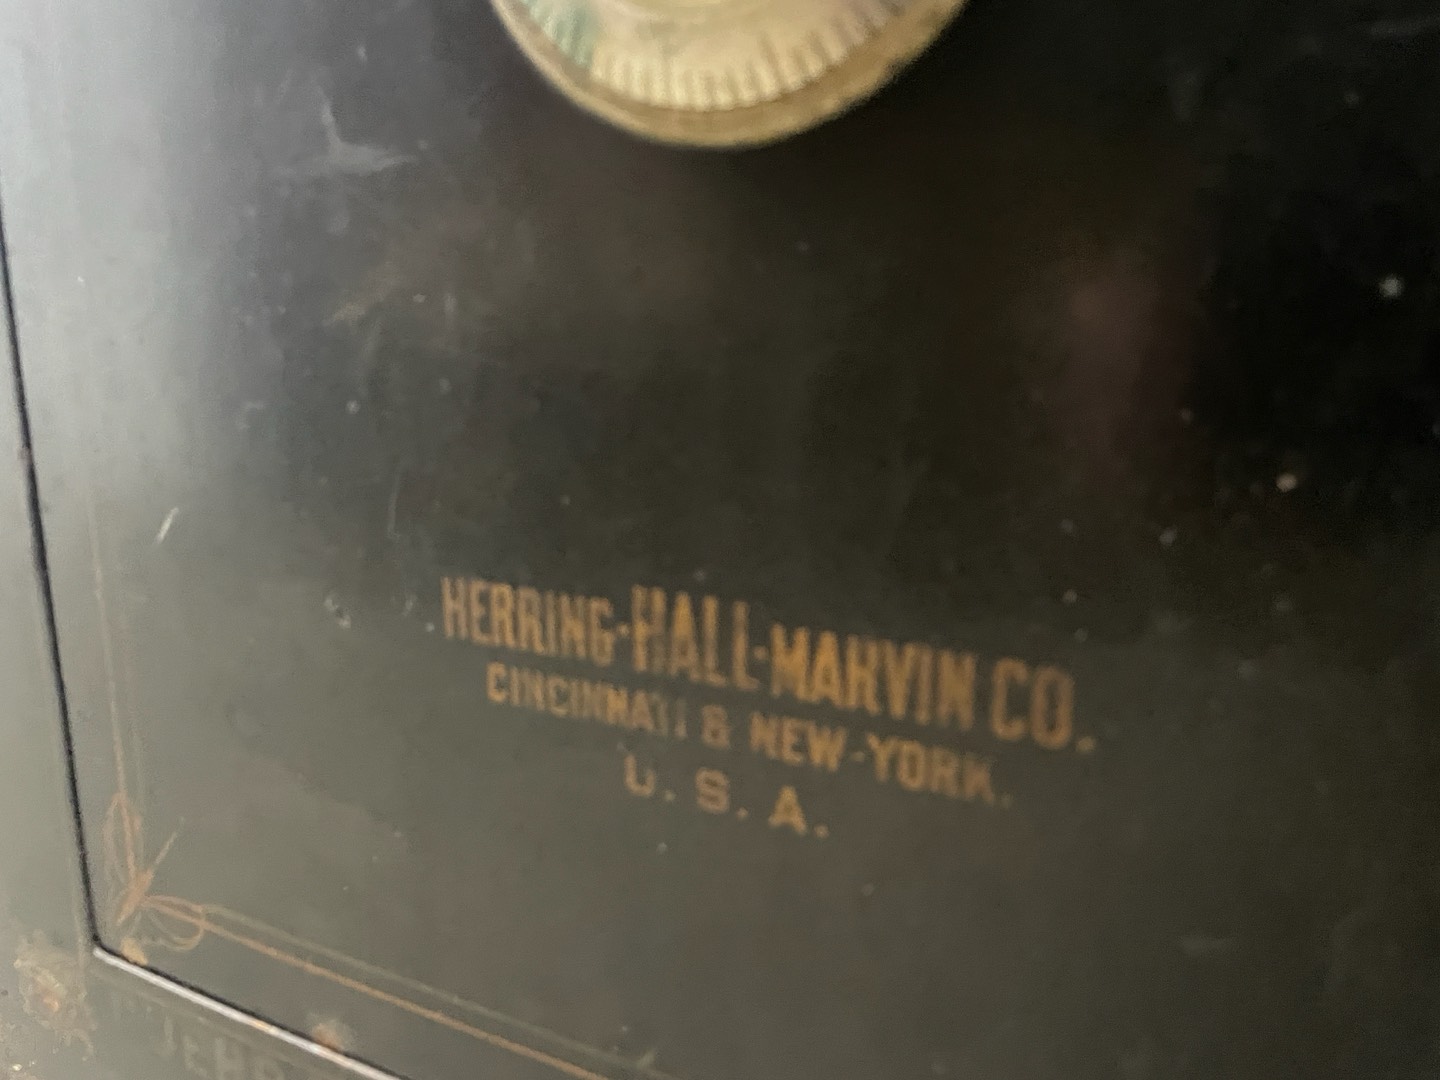 HERRING-HALL-MARVIN CO.
CINCINNATI & NEW-YORK.
U. S. A.